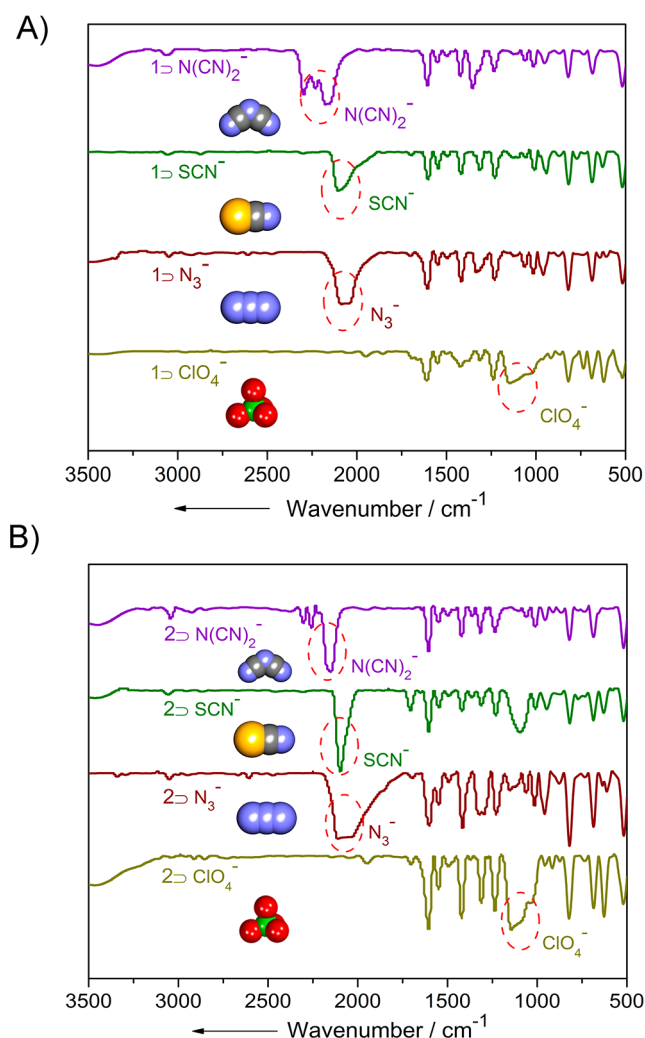 A)
1⊃ N(CN)₂⁻
N(CN)₂⁻
1⊃ SCN⁻
SCN⁻
1⊃ N₃⁻
N₃⁻
1⊃ ClO₄⁻
ClO₄⁻
3500 3000 2500 2000 1500 1000 500
Wavenumber / cm⁻¹
B)
2⊃ N(CN)₂⁻
N(CN)₂⁻
2⊃ SCN⁻
SCN⁻
2⊃ N₃⁻
N₃⁻
2⊃ ClO₄⁻
ClO₄⁻
3500 3000 2500 2000 1500 1000 500
Wavenumber / cm⁻¹